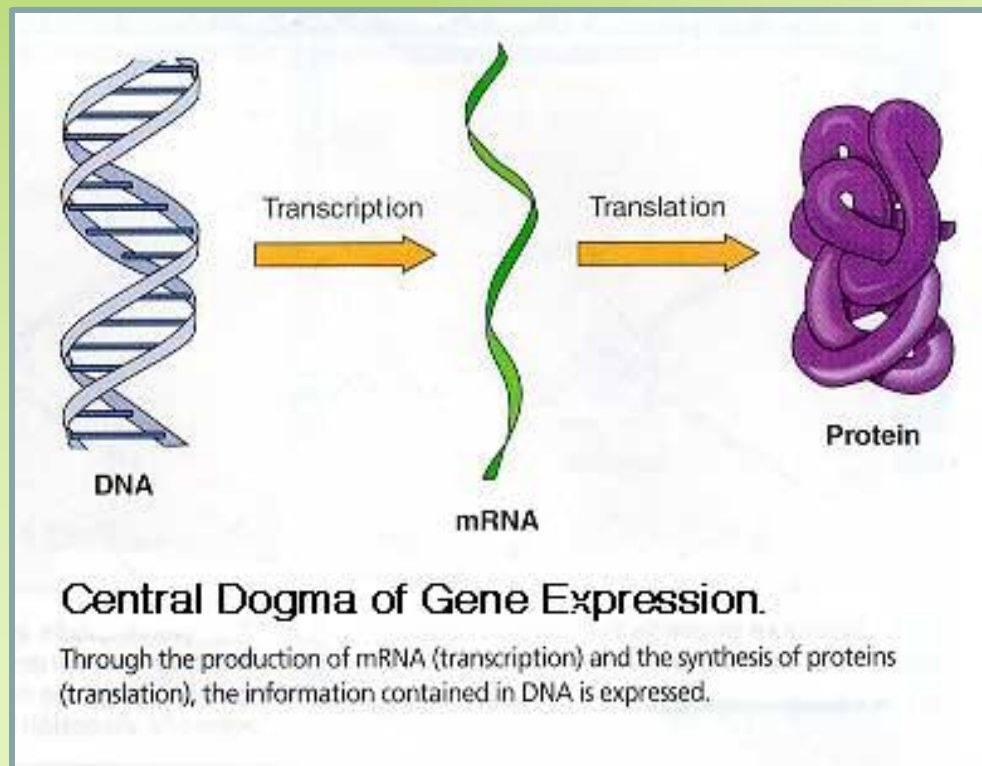 Transcription
Translation
Protein
DNA
mRNA
Central Dogma of Gene Expression.
Through the production of mRNA (transcription) and the synthesis of proteins
(translation), the information contained in DNA is expressed.